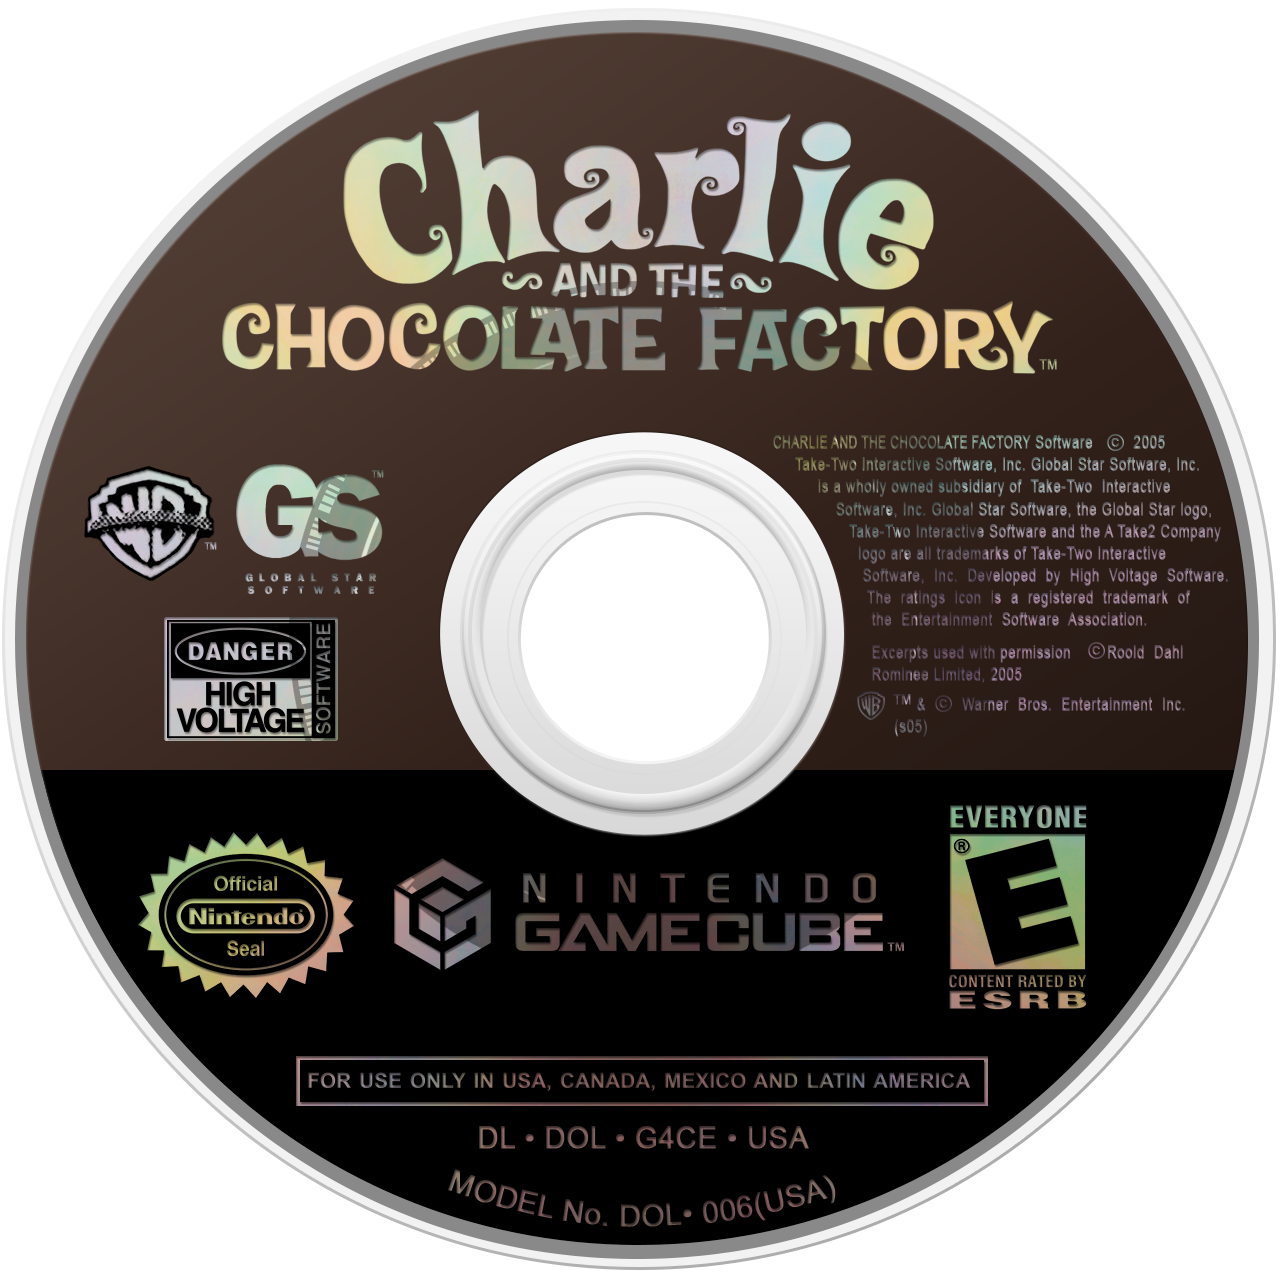 Charlie
AND THE
CHOCOLATE FACTORY™
CHARLIE AND THE CHOCOLATE FACTORY Software © 2005
Take-Two Interactive Software, Inc. Global Star Software, Inc.
is a wholly owned subsidiary of Take-Two Interactive
Software, Inc. Global Star Software, the Global Star logo,
Take-Two Interactive Software and the A Take2 Company
logo are all trademarks of Take-Two Interactive
Software, Inc. Developed by High Voltage Software.
The ratings icon is a registered trademark of
the Entertainment Software Association.
Excerpts used with permission © Roold Dahl
Rominee Limited, 2005
WB TM & © Warner Bros. Entertainment Inc.
(s05)
WB™
GS™
GLOBAL STAR
SOFTWARE
DANGER
HIGH
VOLTAGE
SOFTWARE
Official
Nintendo®
Seal
NINTENDO
GAMECUBE™
EVERYONE
®
E
CONTENT RATED BY
ESRB
FOR USE ONLY IN USA, CANADA, MEXICO AND LATIN AMERICA
DL • DOL • G4CE • USA
MODEL No. DOL• 006(USA)